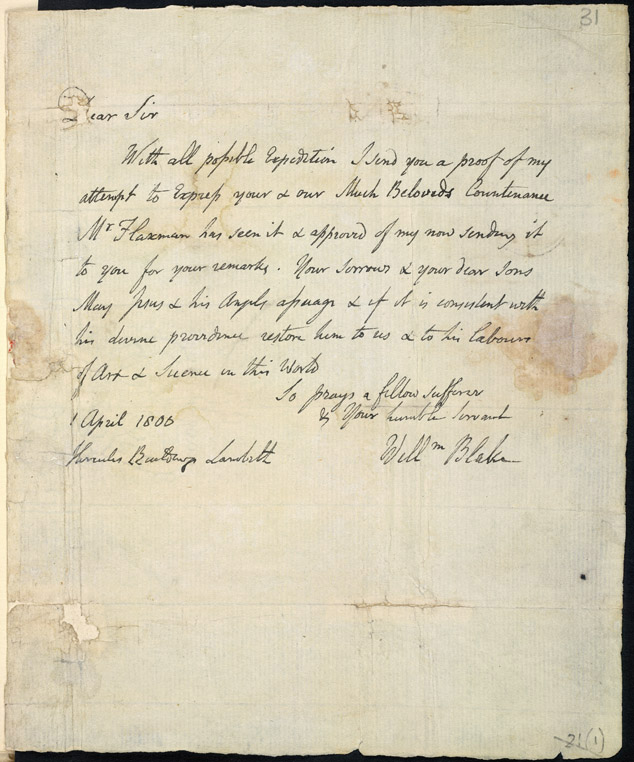 31
Dear Sir
With all possible Expedition I send you a proof of my
attempt to Express your & our Much Beloveds Countenance
Mr Flaxman has seen it & approved of my now sending it
to you for your remarks. Your Sorrows & your dear Sons
May Jesus & his Angels assuage & if it is consistent with
his divine providence restore him to us & to his labours
of Art & Science in this World
So prays a fellow sufferer
& Your humble Servant
1 April 1800
Willm Blake
Hercules Buildings Lambeth
21(1)